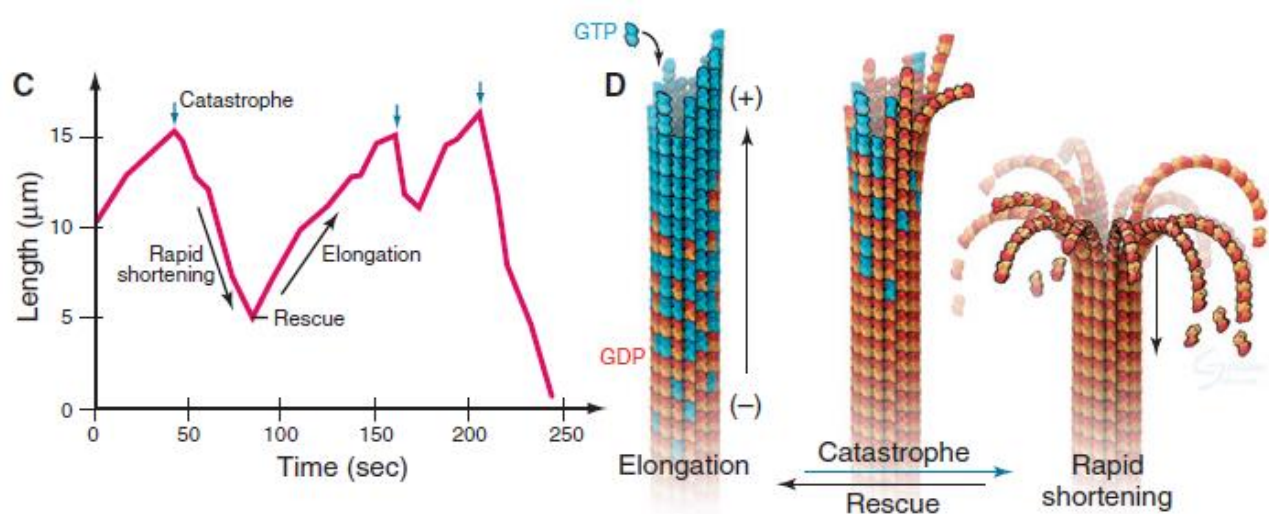 C
Length (μm)
15
10
5
0
Catastrophe
Rapid
shortening
Elongation
Rescue
0 50 100 150 200 250
Time (sec)
D
GTP
(+)
GDP
(–)
Elongation
Catastrophe
Rescue
Rapid
shortening